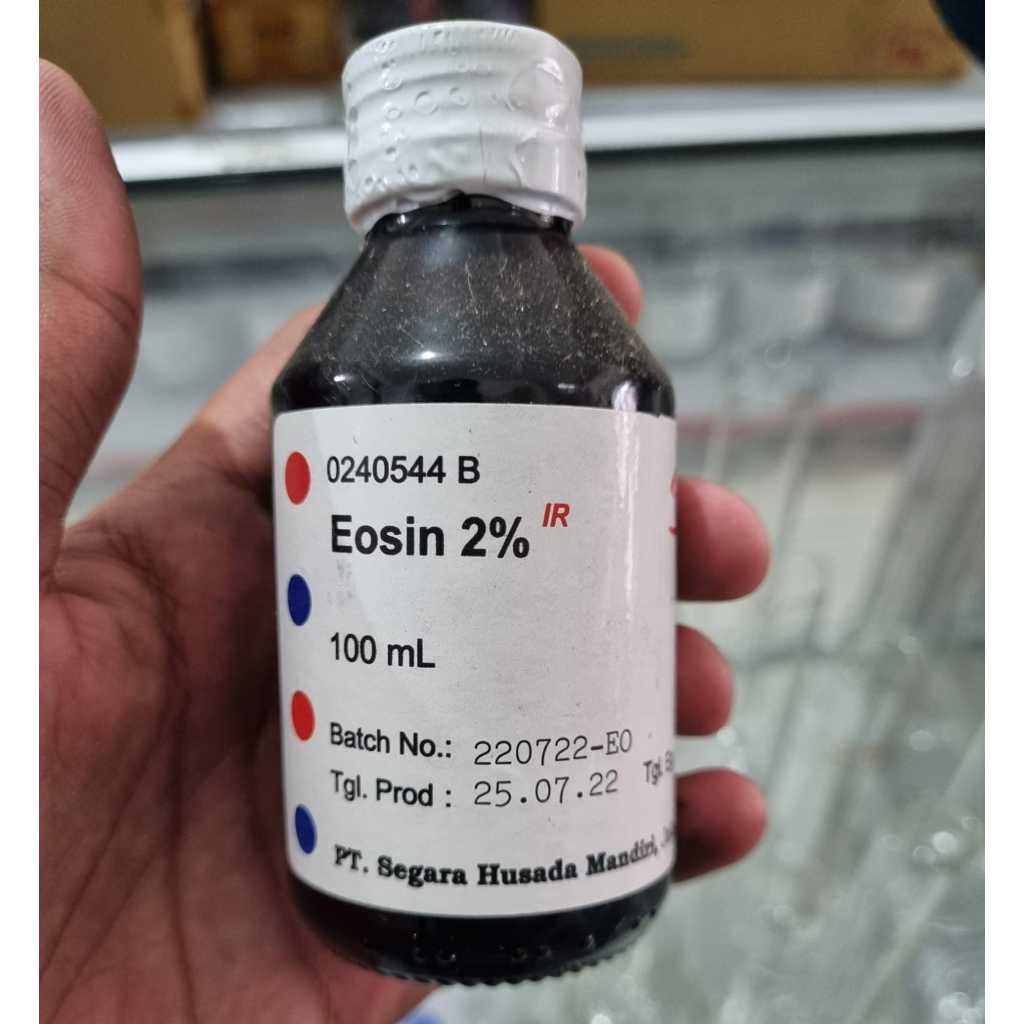 0240544 B
Eosin 2% IR
100 mL
Batch No.: 220722-EO
Tgl. Prod : 25.07.22 Tgl.
PT. Segara Husada Mandiri,